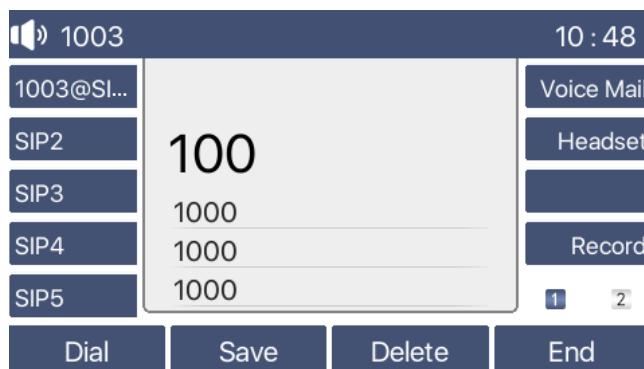 1003 10:48
1003@SI...
SIP2
SIP3
SIP4
SIP5
100
1000
1000
1000
Voice Mail
Headset
Record
1 2
Dial Save Delete End